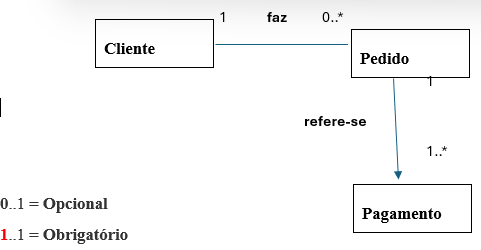 1 faz 0..*
Cliente
Pedido
1
refere-se
1..*
0..1 = Opcional
Pagamento
1..1 = Obrigatório